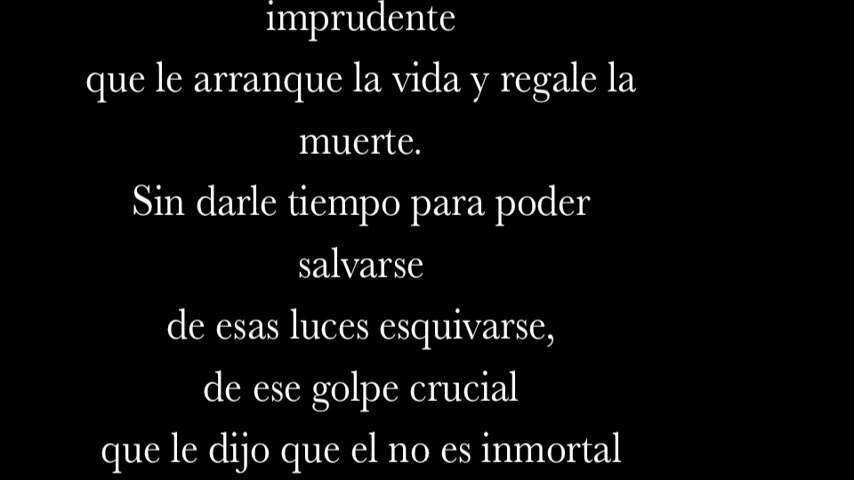 imprudente
que le arranque la vida y regale la
muerte.
Sin darle tiempo para poder
salvarse
de esas luces esquivarse,
de ese golpe crucial
que le dijo que el no es inmortal